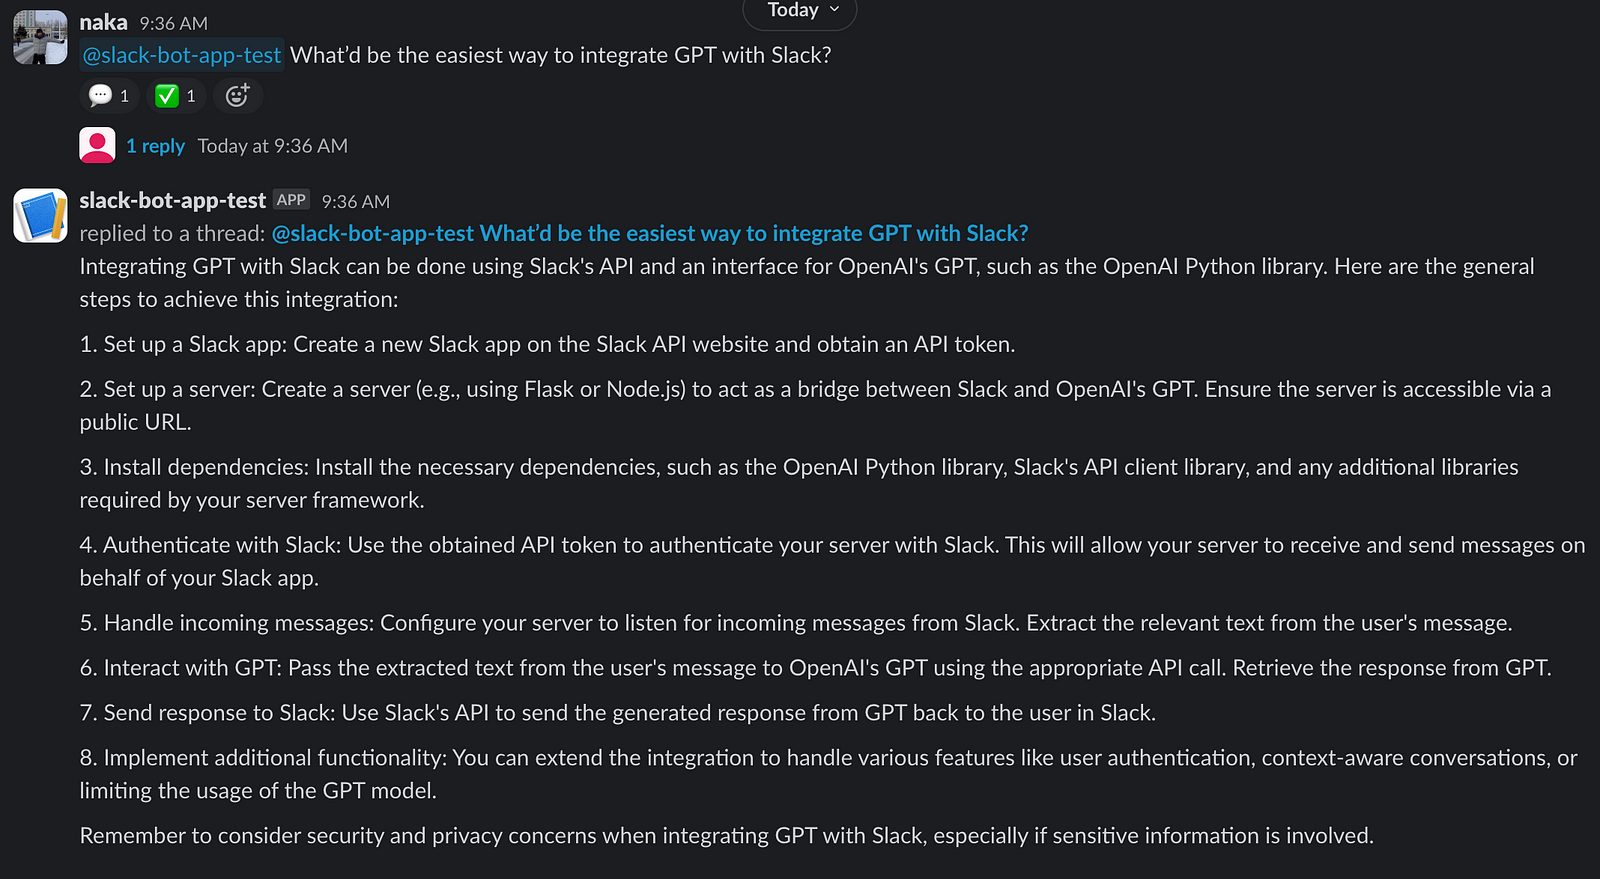 Today
naka 9:36 AM
@slack-bot-app-test What’d be the easiest way to integrate GPT with Slack?
1 1
1 reply Today at 9:36 AM
slack-bot-app-test APP 9:36 AM
replied to a thread: @slack-bot-app-test What’d be the easiest way to integrate GPT with Slack?
Integrating GPT with Slack can be done using Slack's API and an interface for OpenAI's GPT, such as the OpenAI Python library. Here are the general
steps to achieve this integration:
1. Set up a Slack app: Create a new Slack app on the Slack API website and obtain an API token.
2. Set up a server: Create a server (e.g., using Flask or Node.js) to act as a bridge between Slack and OpenAI's GPT. Ensure the server is accessible via a
public URL.
3. Install dependencies: Install the necessary dependencies, such as the OpenAI Python library, Slack's API client library, and any additional libraries
required by your server framework.
4. Authenticate with Slack: Use the obtained API token to authenticate your server with Slack. This will allow your server to receive and send messages on
behalf of your Slack app.
5. Handle incoming messages: Configure your server to listen for incoming messages from Slack. Extract the relevant text from the user's message.
6. Interact with GPT: Pass the extracted text from the user's message to OpenAI's GPT using the appropriate API call. Retrieve the response from GPT.
7. Send response to Slack: Use Slack's API to send the generated response from GPT back to the user in Slack.
8. Implement additional functionality: You can extend the integration to handle various features like user authentication, context-aware conversations, or
limiting the usage of the GPT model.
Remember to consider security and privacy concerns when integrating GPT with Slack, especially if sensitive information is involved.